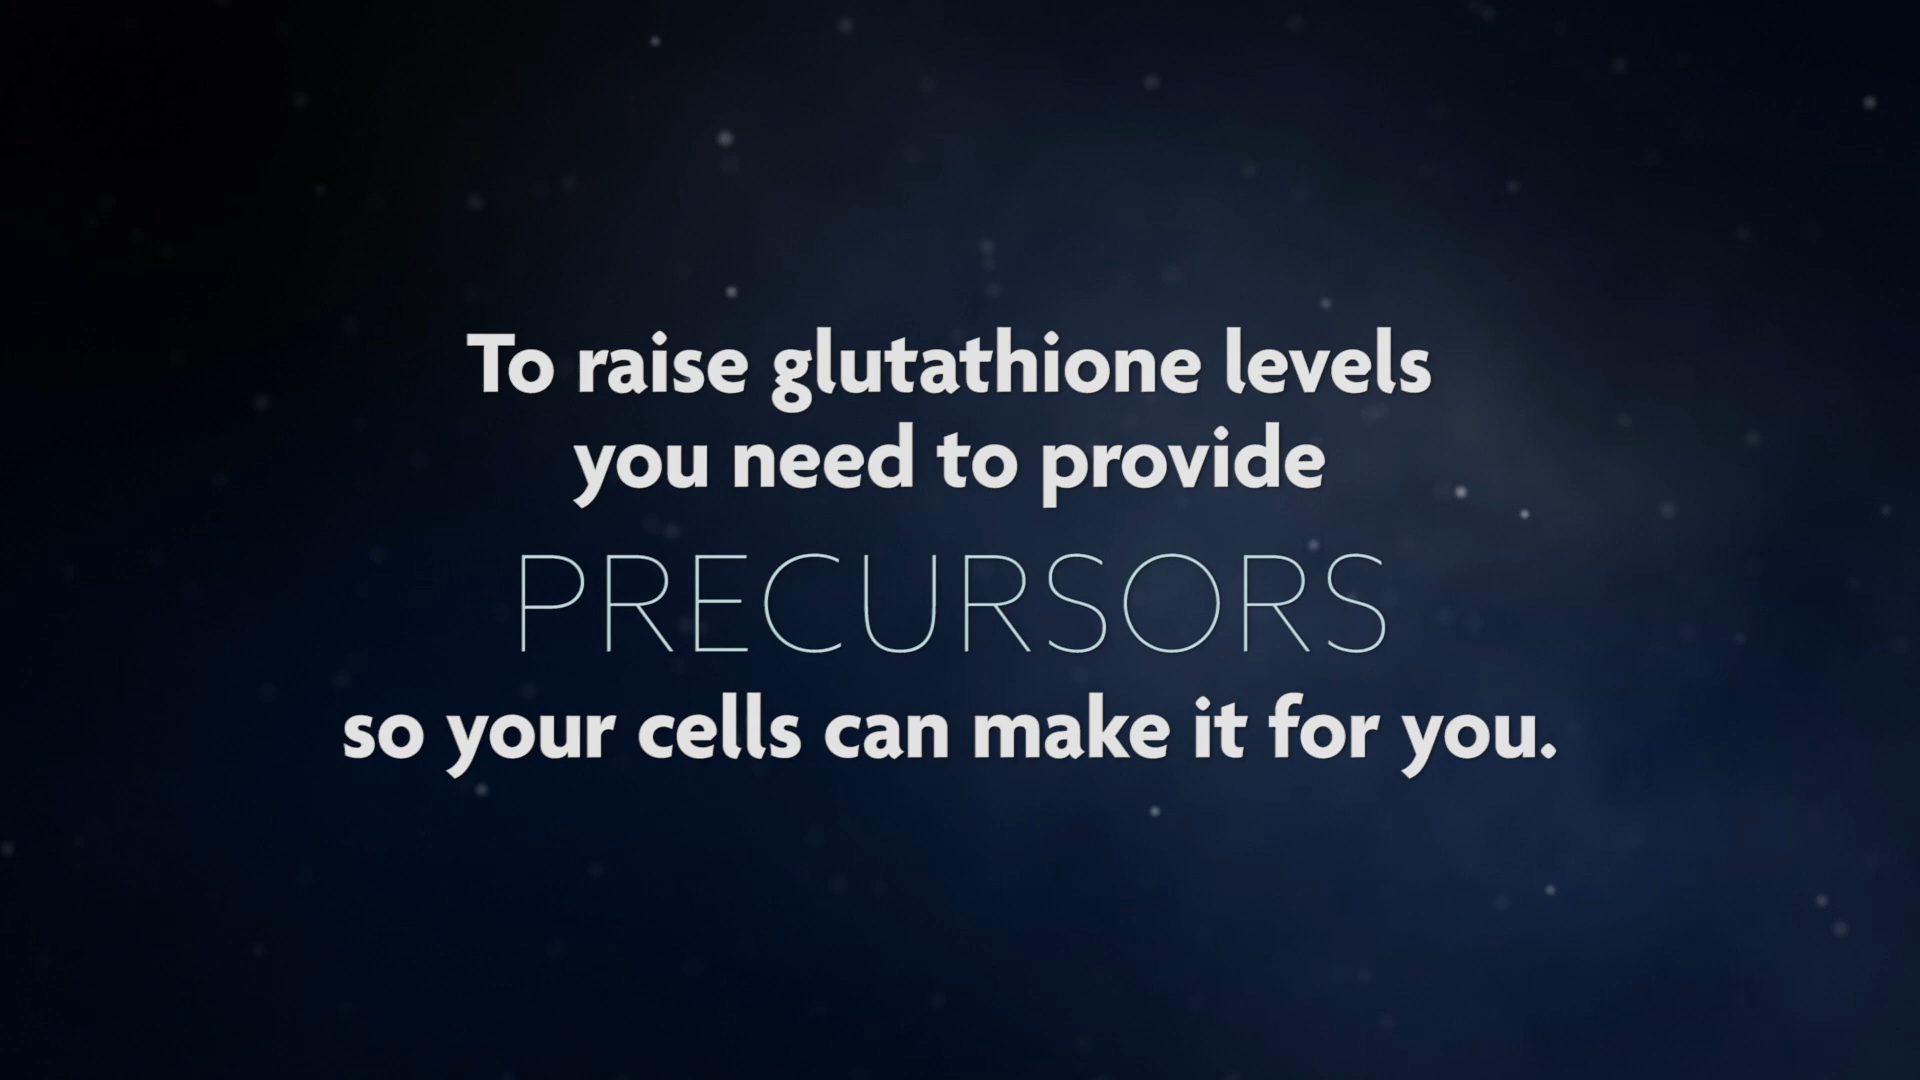 To raise glutathione levels
you need to provide
PRECURSORS
so your cells can make it for you.